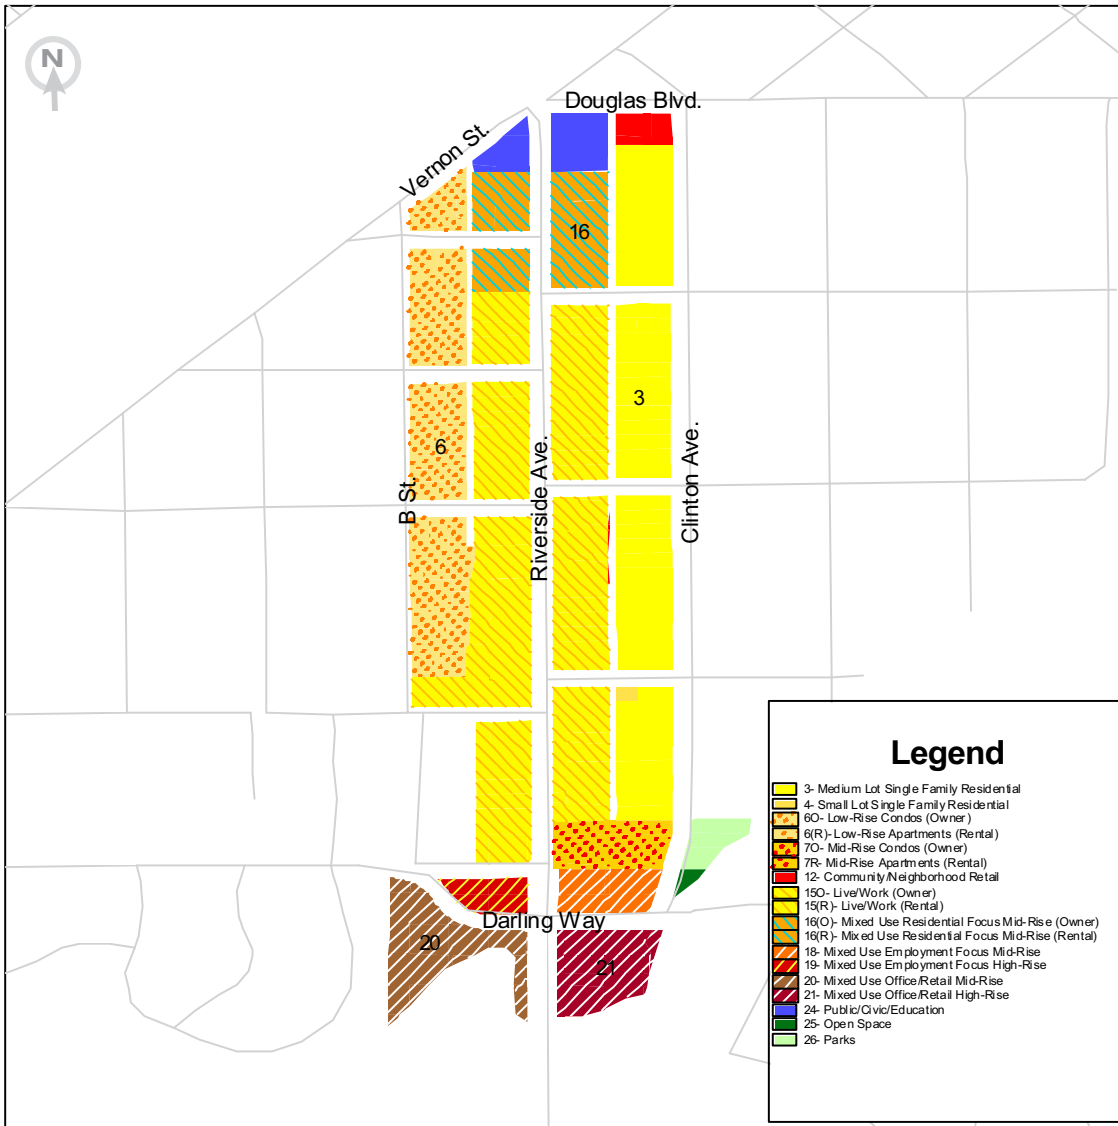 N
Douglas Blvd.
Vernon St.
16
3
6
B St.
Riverside Ave.
Clinton Ave.
Darling Way
20
21
Legend
3- Medium Lot Single Family Residential
4- Small Lot Single Family Residential
6O- Low-Rise Condos (Owner)
6(R)- Low-Rise Apartments (Rental)
7O- Mid-Rise Condos (Owner)
7R- Mid-Rise Apartments (Rental)
12- Community/Neighborhood Retail
15O- Live/Work (Owner)
15(R)- Live/Work (Rental)
16(O)- Mixed Use Residential Focus Mid-Rise (Owner)
16(R)- Mixed Use Residential Focus Mid-Rise (Rental)
18- Mixed Use Employment Focus Mid-Rise
19- Mixed Use Employment Focus High-Rise
20- Mixed Use Office/Retail Mid-Rise
21- Mixed Use Office/Retail High-Rise
24- Public/Civic/Education
25- Open Space
26- Parks